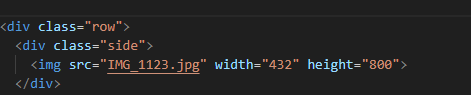 <div class="row">
<div class="side">
<img src="IMG_1123.jpg" width="432" height="800">
</div>